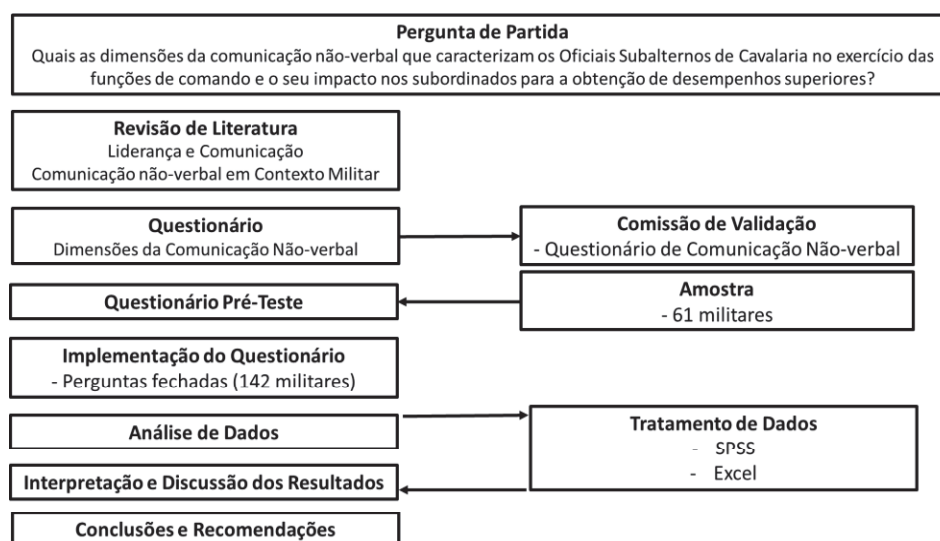 Pergunta de Partida
Quais as dimensões da comunicação não-verbal que caracterizam os Oficiais Subalternos de Cavalaria no exercício das
funções de comando e o seu impacto nos subordinados para a obtenção de desempenhos superiores?
Revisão de Literatura
Liderança e Comunicação
Comunicação não-verbal em Contexto Militar
Questionário
Dimensões da Comunicação Não-verbal
Comissão de Validação
- Questionário de Comunicação Não-verbal
Questionário Pré-Teste
Amostra
- 61 militares
Implementação do Questionário
- Perguntas fechadas (142 militares)
Análise de Dados
Tratamento de Dados
- SPSS
- Excel
Interpretação e Discussão dos Resultados
Conclusões e Recomendações